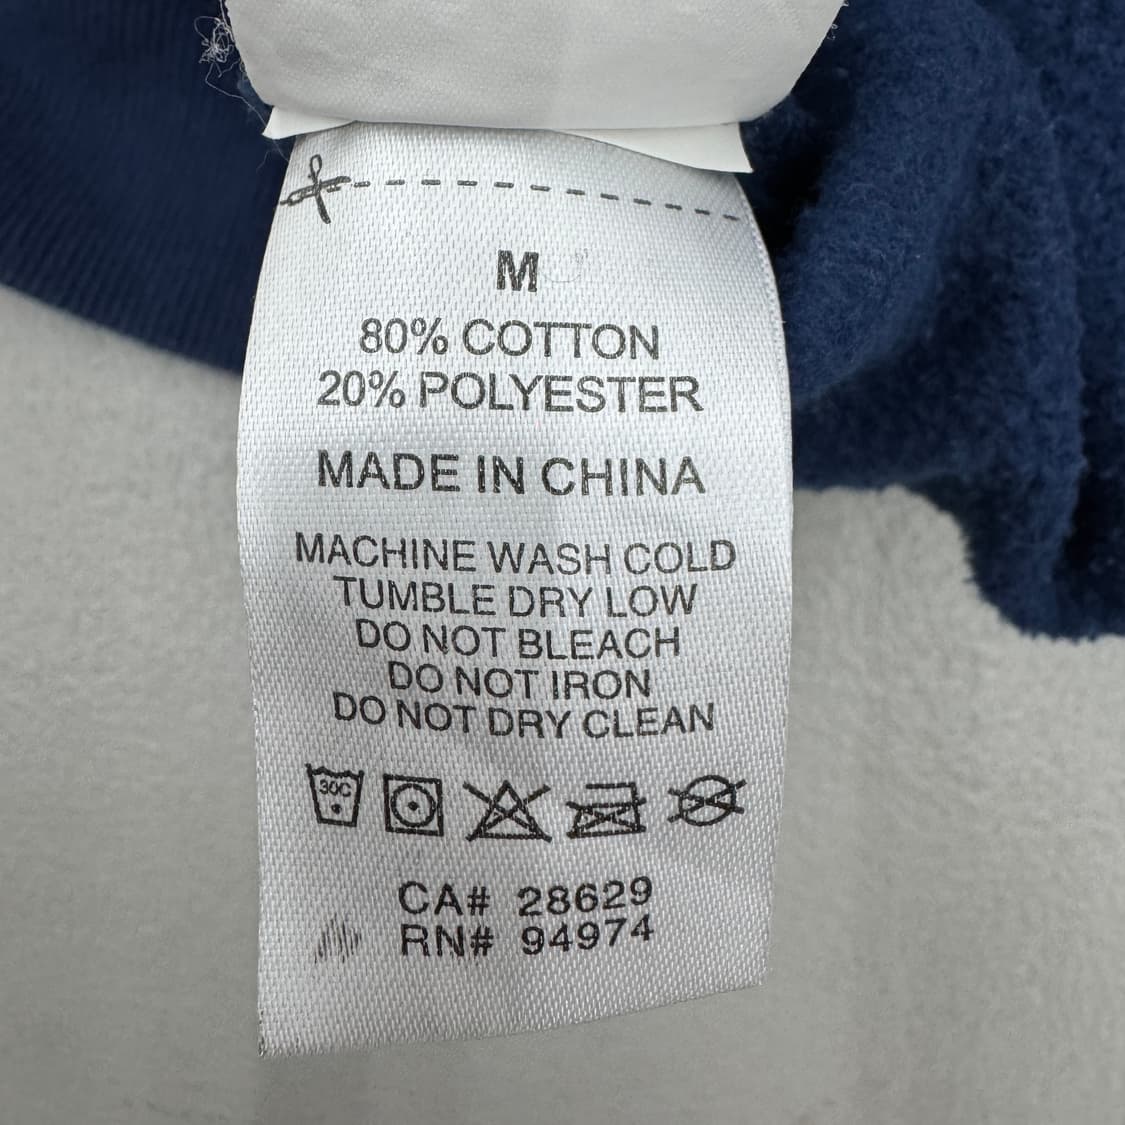 M
80% COTTON
20% POLYESTER
MADE IN CHINA
MACHINE WASH COLD
TUMBLE DRY LOW
DO NOT BLEACH
DO NOT IRON
DO NOT DRY CLEAN
30C
CA# 28629
RN# 94974